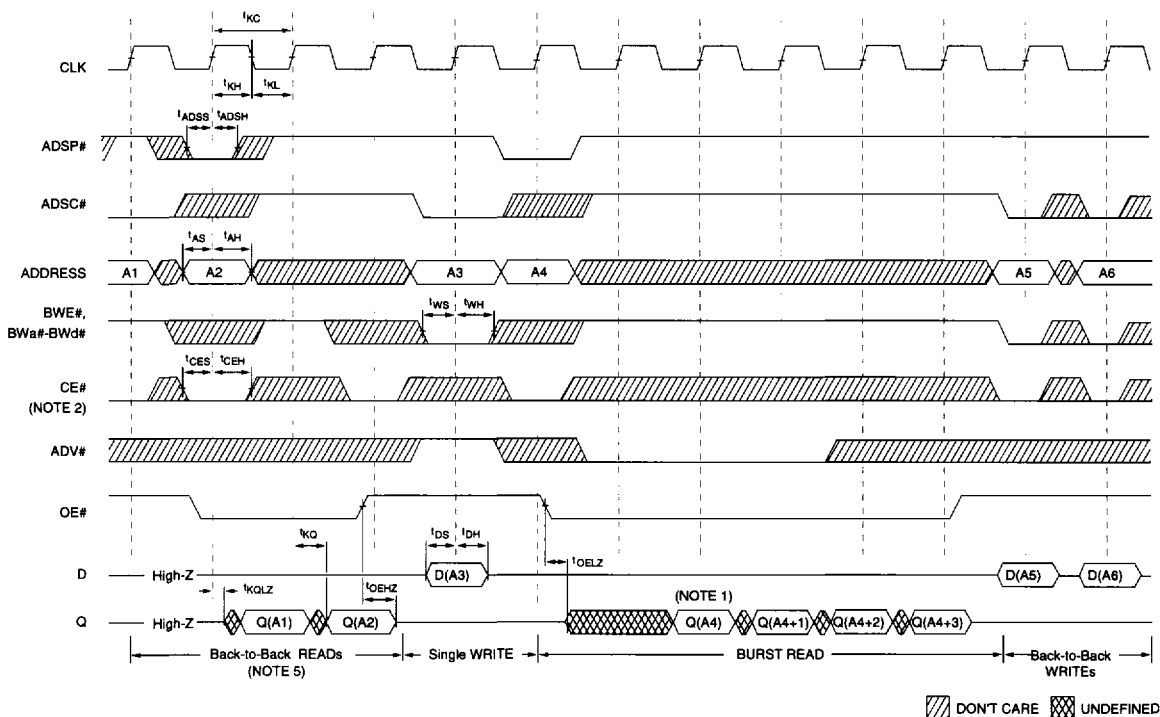 tKC
CLK
tKH
tKL
tADSS
tADSH
ADSP#
ADSC#
tAS
tAH
ADDRESS
A1
A2
A3
A4
A5
A6
BWE#,
BWa#-BWd#
tWS
tWH
tCES
tCEH
CE#
(NOTE 2)
ADV#
OE#
tKQ
tDS
tDH
tOELZ
D
High-Z
D(A3)
D(A5)
D(A6)
tKQLZ
tOEHZ
(NOTE 1)
Q
High-Z
Q(A1)
Q(A2)
Q(A4)
Q(A4+1)
Q(A4+2)
Q(A4+3)
Back-to-Back READs
(NOTE 5)
Single WRITE
BURST READ
Back-to-Back
WRITEs
DON'T CARE
UNDEFINED